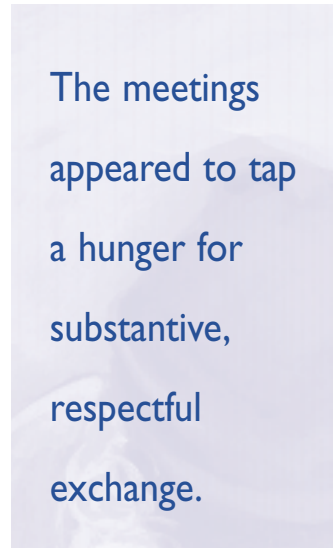 The meetings
appeared to tap
a hunger for
substantive,
respectful
exchange.